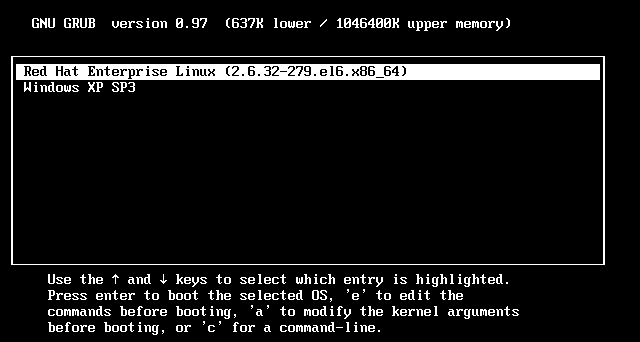 GNU GRUB  version 0.97  (637K lower / 1046400K upper memory)
Red Hat Enterprise Linux (2.6.32-279.el6.x86_64)
Windows XP SP3
Use the ↑ and ↓ keys to select which entry is highlighted.
Press enter to boot the selected OS, 'e' to edit the
commands before booting, 'a' to modify the kernel arguments
before booting, or 'c' for a command-line.